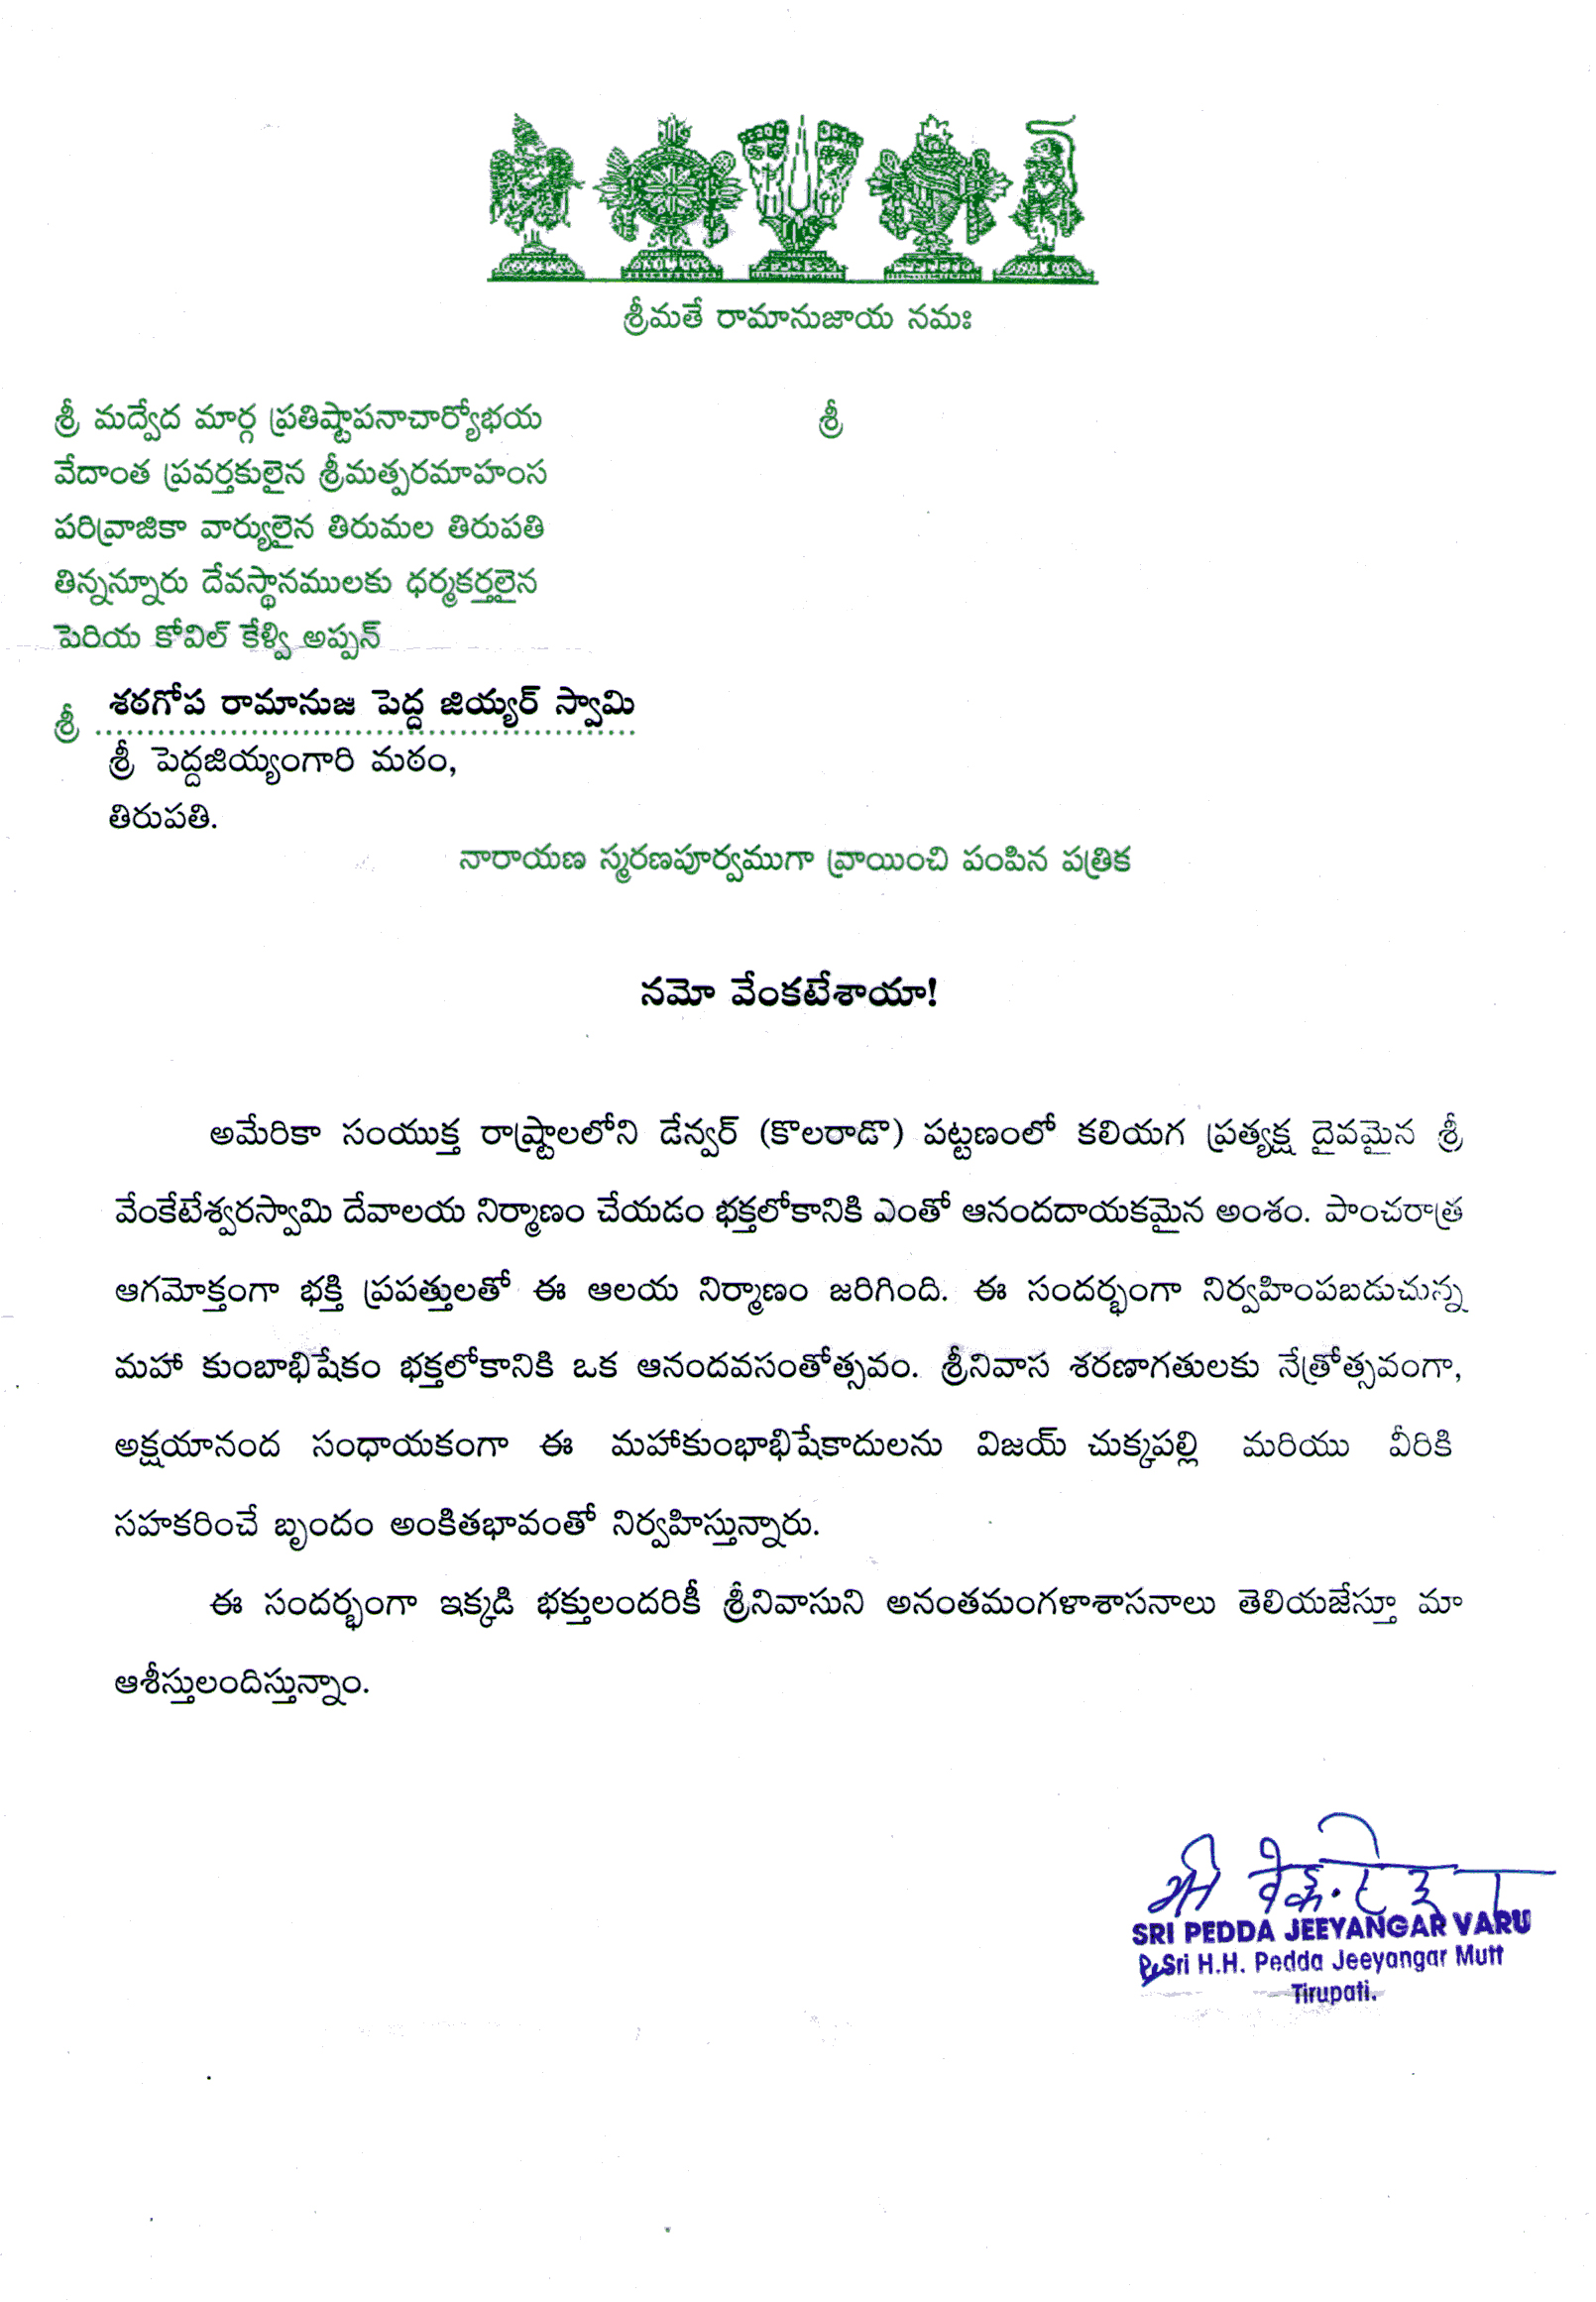 శ్రీమతే రామానుజాయ నమః
శ్రీ మద్వేద మార్గ ప్రతిష్టాపనాచార్యోభయ
శ్రీ
వేదాంత ప్రవర్తకులైన శ్రీమత్పరమాహంస
పరివ్రాజికా వార్యులైన తిరుమల తిరుపతి
తిన్నన్నూరు దేవస్థానములకు ధర్మకర్తలైన
పెరియ కోవిల్ కేళ్వి అప్పన్
శ్రీ శఠగోప రామానుజ పెద్ద జియ్యర్ స్వామి
శ్రీ పెద్దజియ్యంగారి మఠం,
తిరుపతి.
నారాయణ స్మరణపూర్వముగా వ్రాయించి పంపిన పత్రిక
నమో వేంకటేశాయా!
అమేరికా సంయుక్త రాష్ట్రాలలోని డేన్వర్ (కొలరాడొ) పట్టణంలో కలియగ ప్రత్యక్ష దైవమైన శ్రీ
వేంకేటేశ్వరస్వామి దేవాలయ నిర్మాణం చేయడం భక్తలోకానికి ఎంతో ఆనందదాయకమైన అంశం. పాంచరాత్ర
ఆగమోక్తంగా భక్తి ప్రపత్తులతో ఈ ఆలయ నిర్మాణం జరిగింది. ఈ సందర్భంగా నిర్వహింపబడుచున్న
మహా కుంబాభిషేకం భక్తలోకానికి ఒక ఆనందవసంతోత్సవం. శ్రీనివాస శరణాగతులకు నేత్రోత్సవంగా,
అక్షయానంద సంధాయకంగా ఈ మహాకుంభాభిషేకాదులను విజయ్ చుక్కపల్లి మరియు వీరికి
సహకరించే బృందం అంకితభావంతో నిర్వహిస్తున్నారు.
ఈ సందర్భంగా ఇక్కడి భక్తులందరికీ శ్రీనివాసుని అనంతమంగళాశాసనాలు తెలియజేస్తూ మా
ఆశీస్తులందిస్తున్నాం.
SRI PEDDA JEEYANGAR VARU
Sri H.H. Pedda Jeeyangar Mutt
Tirupati.